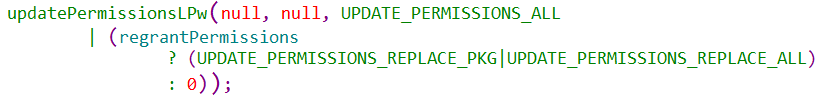 updatePermissionsLPw(null, null, UPDATE_PERMISSIONS_ALL
        | (regrantPermissions
                ? (UPDATE_PERMISSIONS_REPLACE_PKG|UPDATE_PERMISSIONS_REPLACE_ALL)
                : 0));